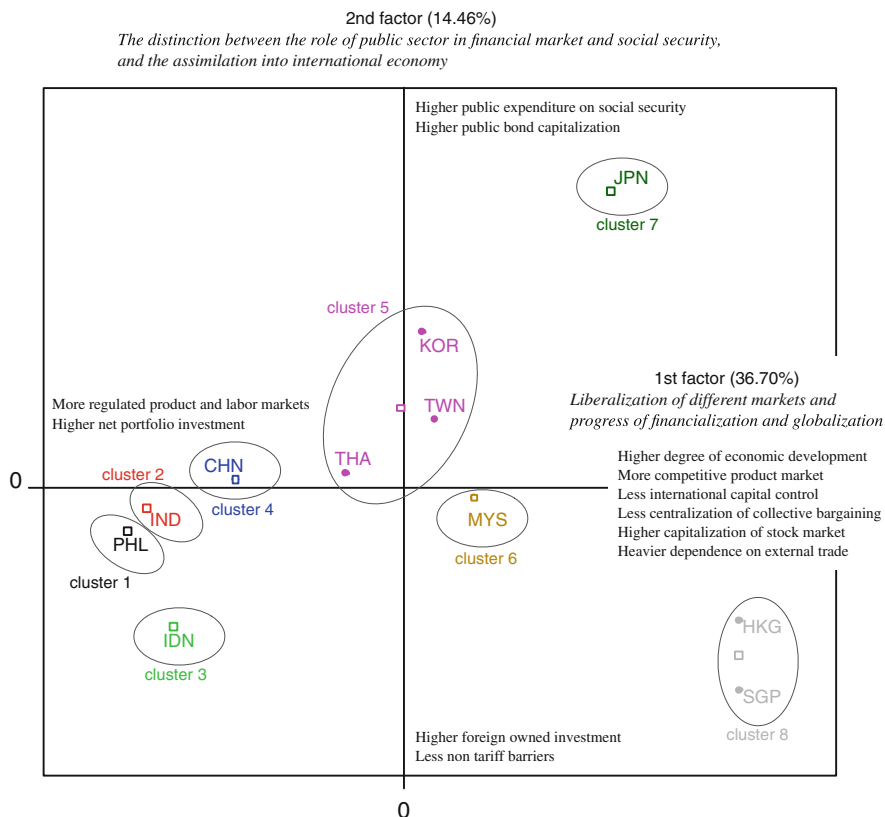 2nd factor (14.46%)
The distinction between the role of public sector in financial market and social security,
and the assimilation into international economy
Higher public expenditure on social security
Higher public bond capitalization
JPN
cluster 7
cluster 5
KOR
TWN
THA
1st factor (36.70%)
Liberalization of different markets and
progress of financialization and globalization
More regulated product and labor markets
Higher net portfolio investment
Higher degree of economic development
More competitive product market
Less international capital control
Less centralization of collective bargaining
Higher capitalization of stock market
Heavier dependence on external trade
0
CHN
cluster 4
cluster 2
IND
PHL
cluster 1
MYS
cluster 6
IDN
cluster 3
HKG
SGP
cluster 8
Higher foreign owned investment
Less non tariff barriers
0